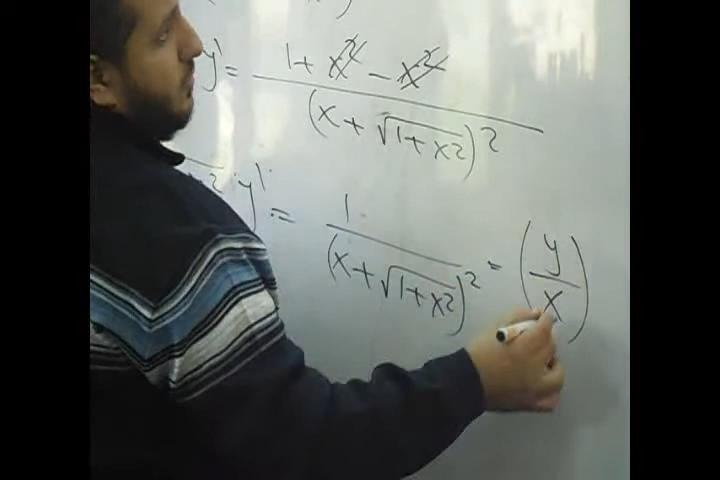 y' = (1 + x² - x²) / (x + √(1 + x²))²
y' = 1 / (x + √(1 + x²))² = (y / x)